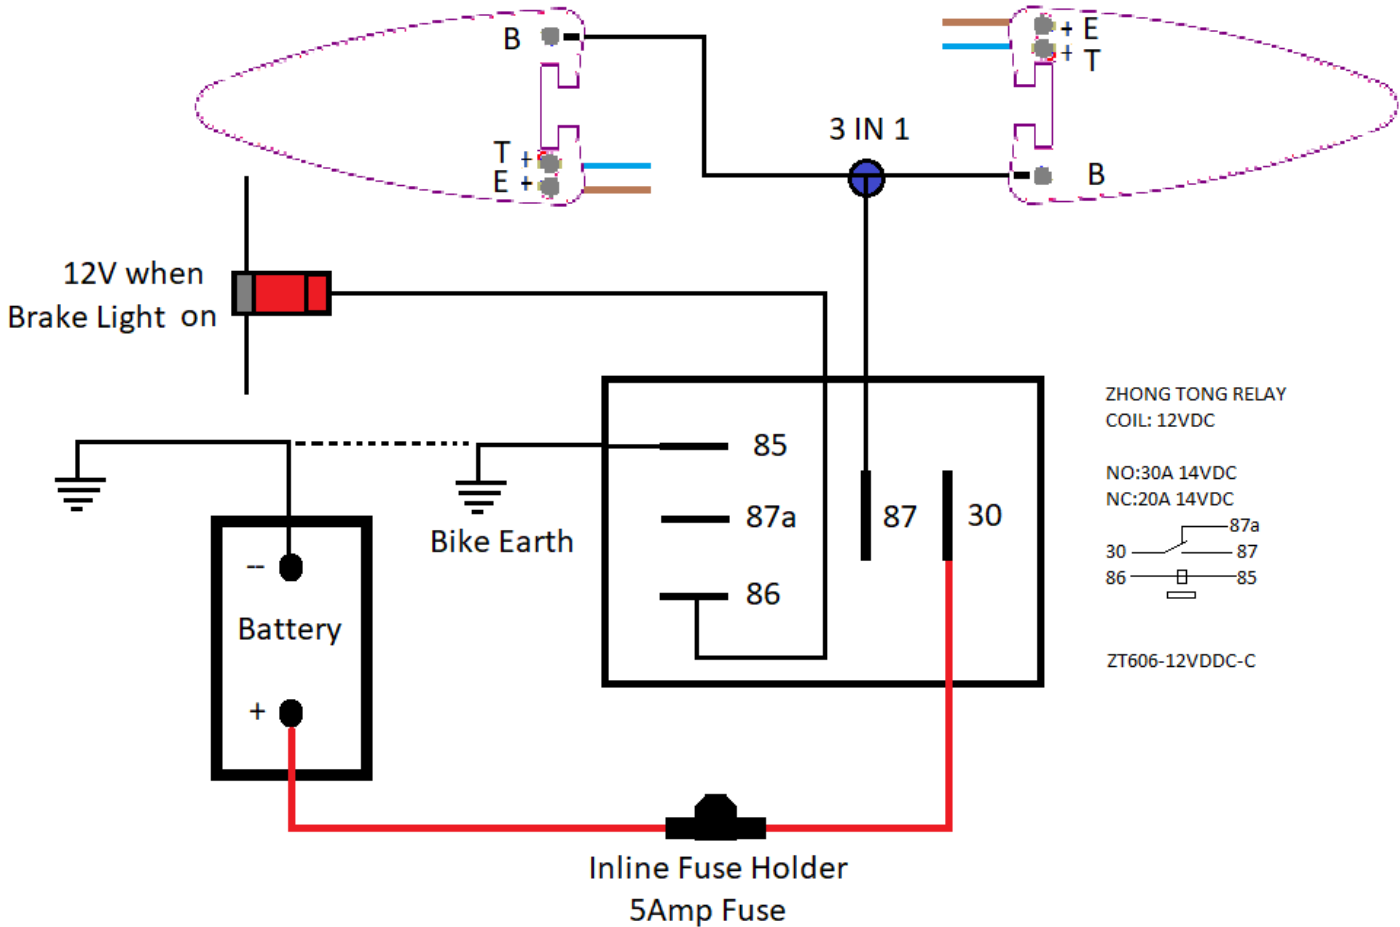 B
+ E
+ T
3 IN 1
T +
E +
B
12V when
Brake Light on
ZHONG TONG RELAY
COIL: 12VDC
85
NO:30A 14VDC
NC:20A 14VDC
87a
87
30
87a
Bike Earth
30
87
86
85
--
86
Battery
ZT606-12VDDC-C
+
Inline Fuse Holder
5Amp Fuse